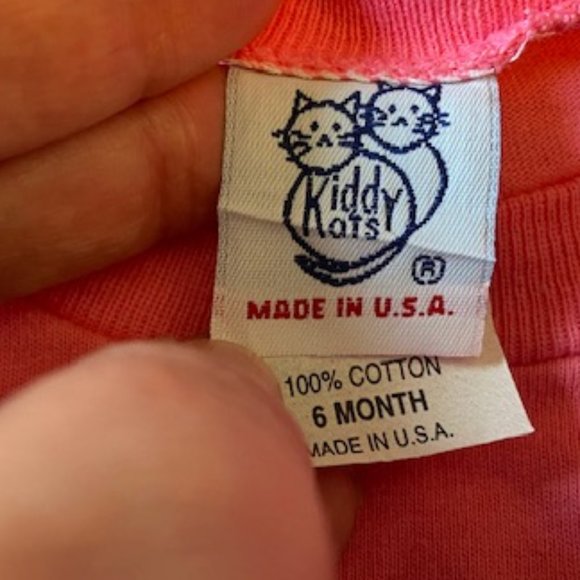 Kiddy
Kats
®
MADE IN U.S.A.
100% COTTON
6 MONTH
MADE IN U.S.A.